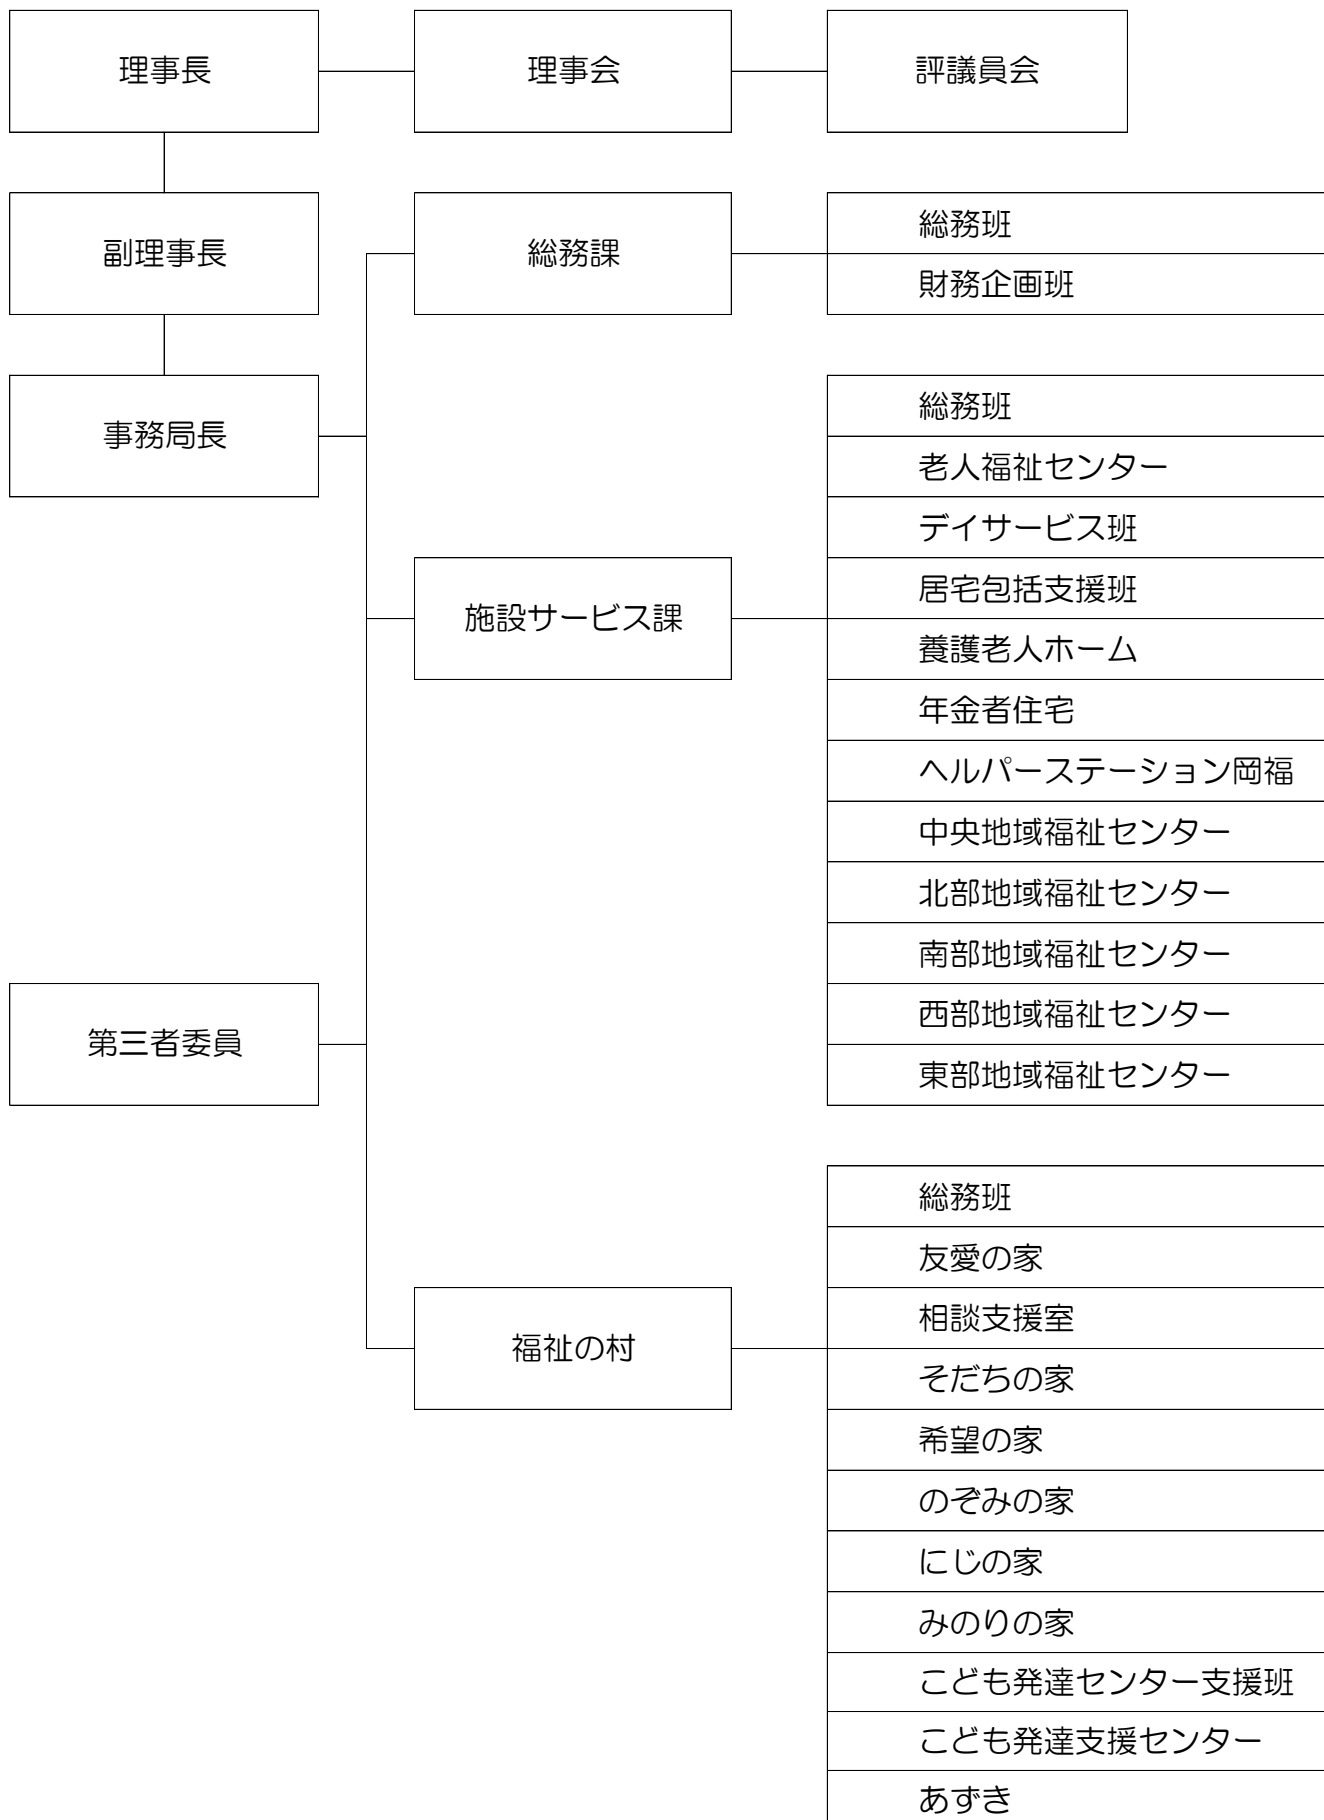 理事長
理事会
評議員会
副理事長
総務課
総務班
財務企画班
事務局長
施設サービス課
総務班
老人福祉センター
デイサービス班
居宅包括支援班
養護老人ホーム
年金者住宅
ヘルパーステーション岡福
中央地域福祉センター
北部地域福祉センター
南部地域福祉センター
西部地域福祉センター
東部地域福祉センター
第三者委員
福祉の村
総務班
友愛の家
相談支援室
そだちの家
希望の家
のぞみの家
にじの家
みのりの家
こども発達センター支援班
こども発達支援センター
あずき